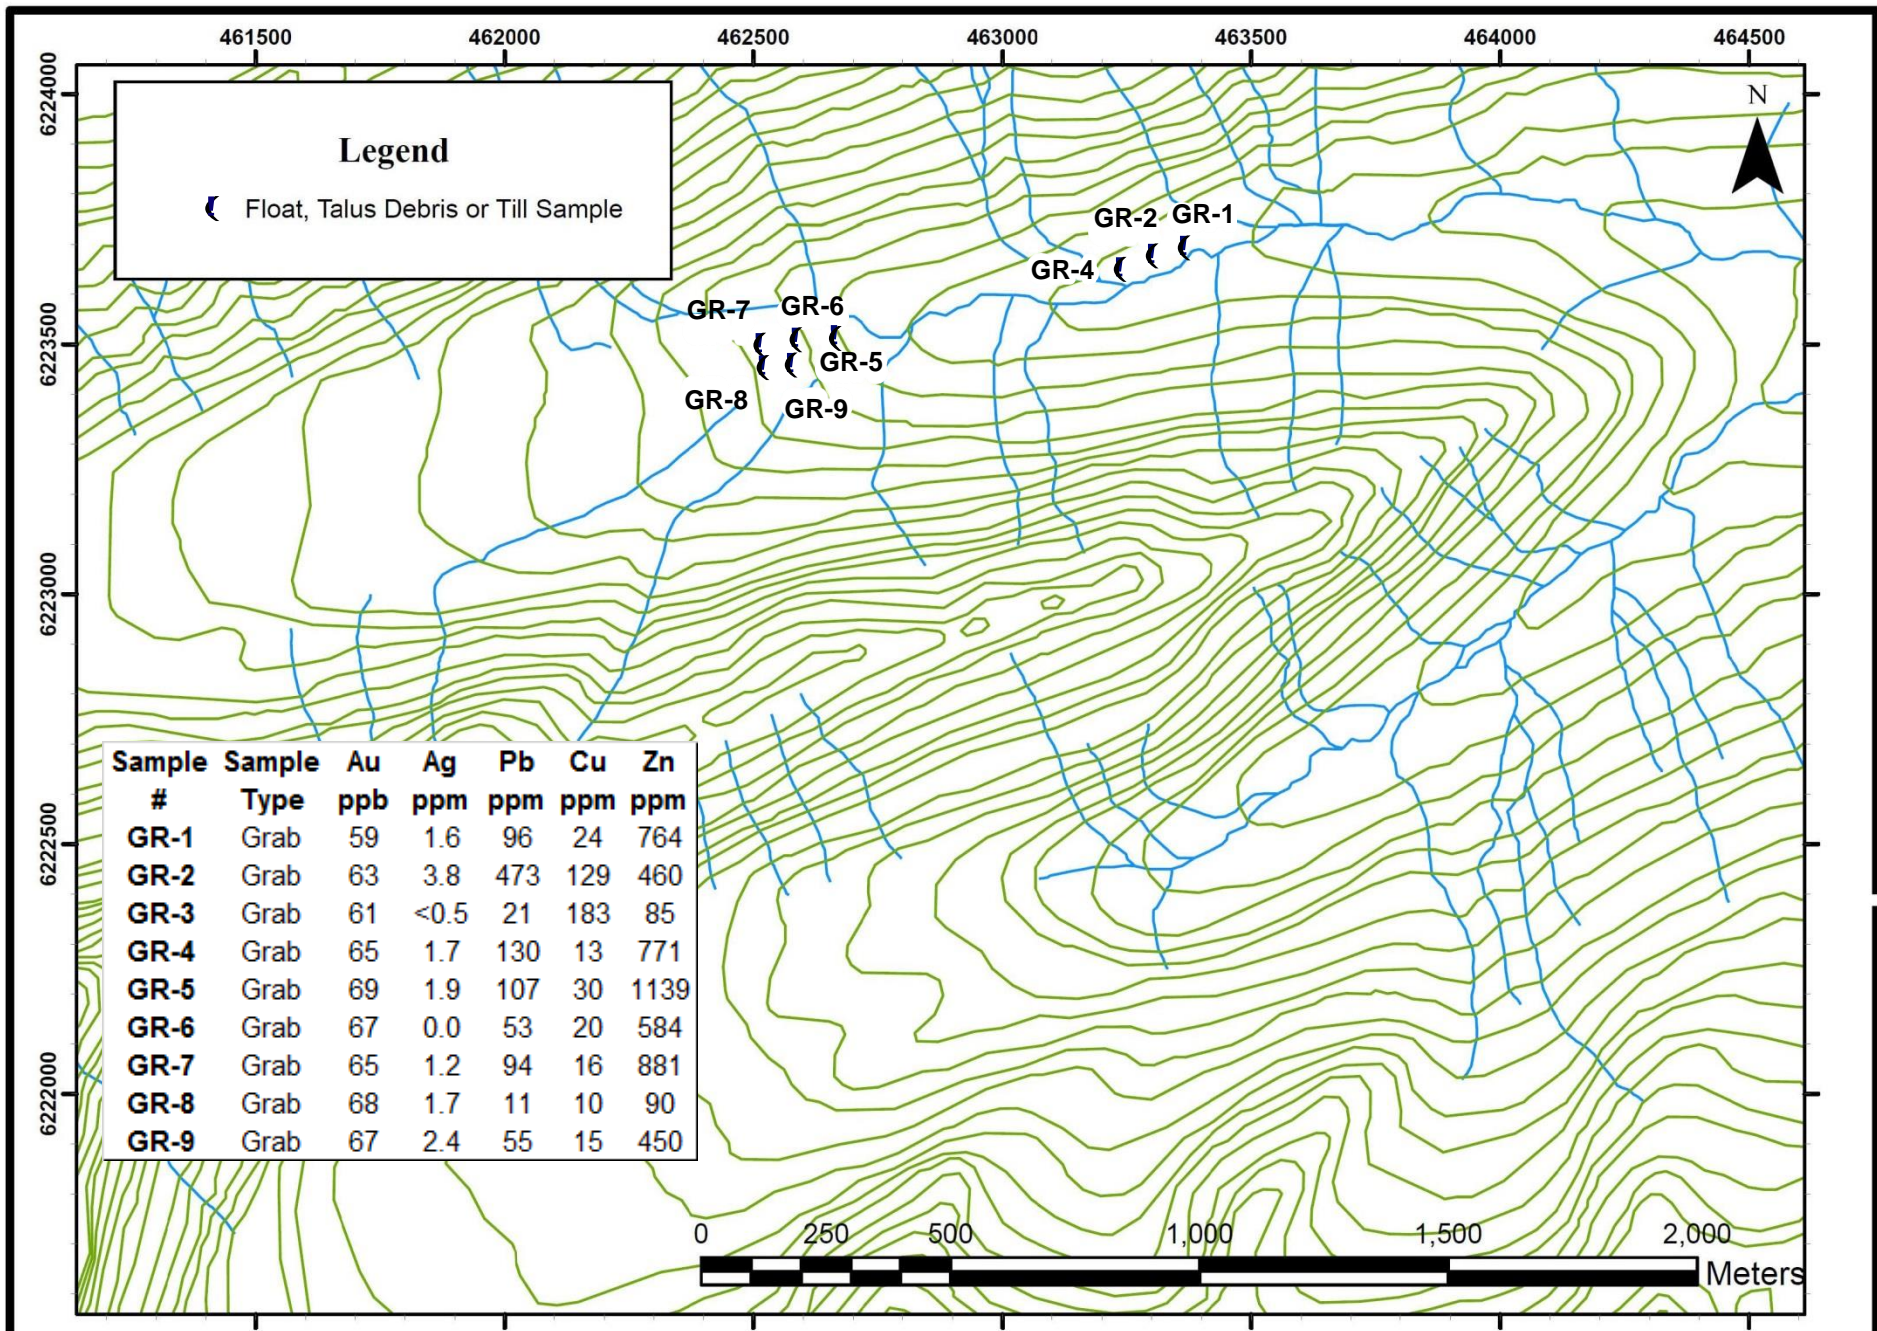 461500 462000 462500 463000 463500 464000 464500
6224000
6223500
6223000
6222500
6222000
N
Legend
Float, Talus Debris or Till Sample
GR-2 GR-1
GR-4
GR-7 GR-6
GR-5
GR-8 GR-9
Sample Sample Au Ag Pb Cu Zn
# Type ppb ppm ppm ppm ppm
GR-1 Grab 59 1.6 96 24 764
GR-2 Grab 63 3.8 473 129 460
GR-3 Grab 61 <0.5 21 183 85
GR-4 Grab 65 1.7 130 13 771
GR-5 Grab 69 1.9 107 30 1139
GR-6 Grab 67 0.0 53 20 584
GR-7 Grab 65 1.2 94 16 881
GR-8 Grab 68 1.7 11 10 90
GR-9 Grab 67 2.4 55 15 450
0 250 500 1,000 1,500 2,000
Meters